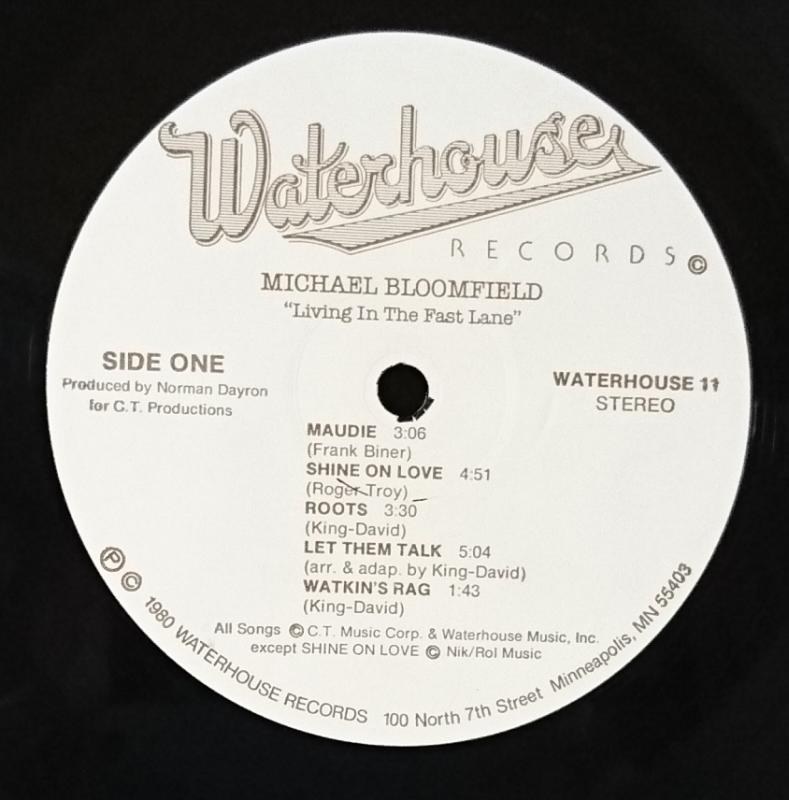 Waterhouse
RECORDS ©
MICHAEL BLOOMFIELD
“Living In The Fast Lane”
SIDE ONE
Produced by Norman Dayron
for C.T. Productions
WATERHOUSE 11
STEREO
MAUDIE 3:06
(Frank Biner)
SHINE ON LOVE 4:51
(Roger Troy)
ROOTS 3:30
(King-David)
LET THEM TALK 5:04
(arr. & adap. by King-David)
WATKIN'S RAG 1:43
(King-David)
All Songs © C.T. Music Corp. & Waterhouse Music, Inc.
except SHINE ON LOVE © Nik/Rol Music
℗ © 1980 WATERHOUSE RECORDS 100 North 7th Street Minneapolis, MN 55403